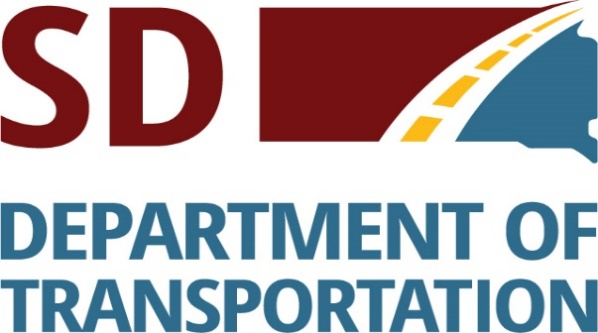 SD
DEPARTMENT OF
TRANSPORTATION